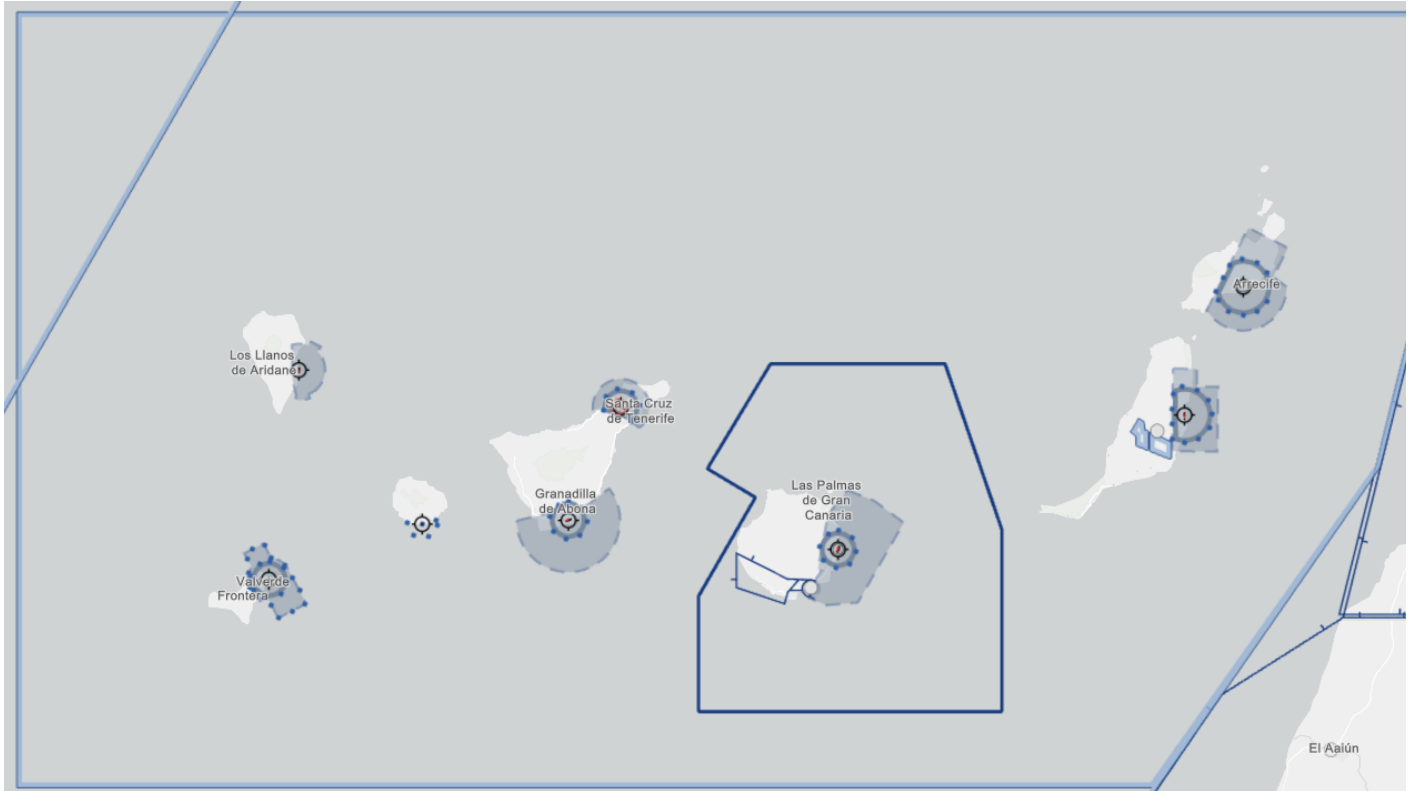 Arrecife
Los Llanos
de Aridane
Santa Cruz
de Tenerife
Granadilla
de Abona
Las Palmas
de Gran
Canaria
Valverde
Frontera
El Aaiún